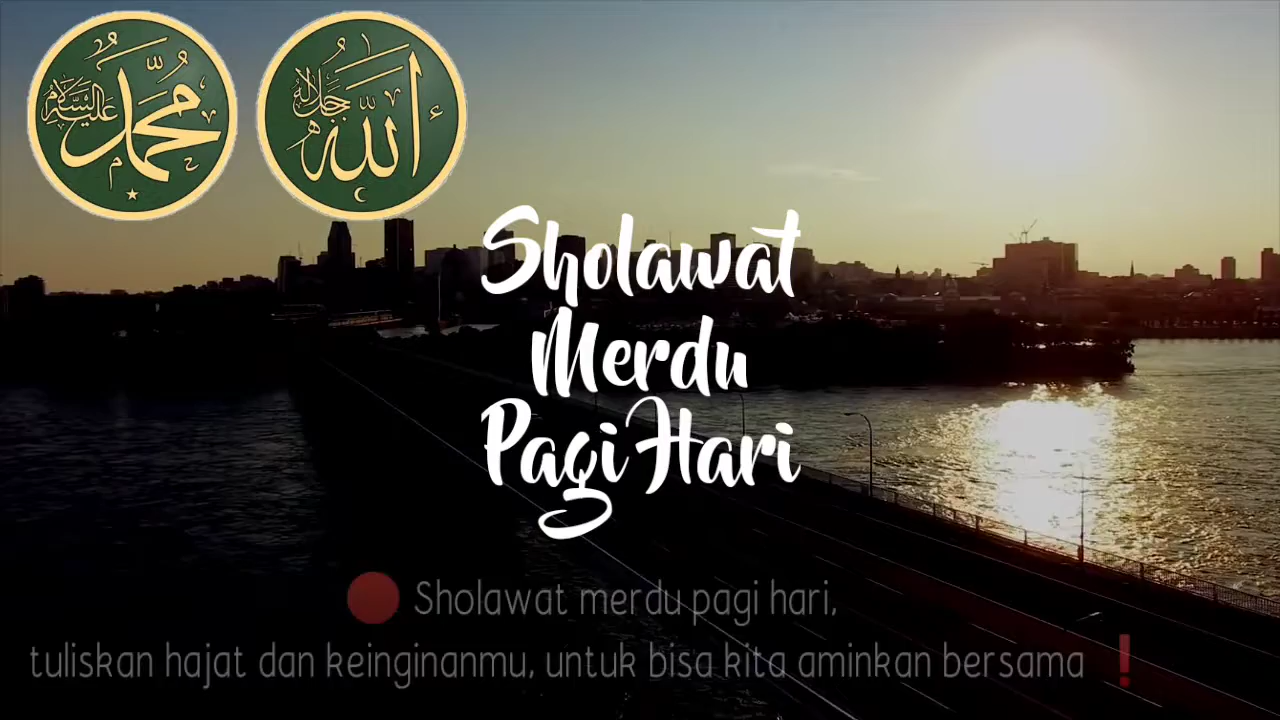 محمد عليه السلام
الله جل جلاله
Sholawat
Merdu
Pagi Hari
Sholawat merdu pagi hari,
tuliskan hajat dan keinginanmu, untuk bisa kita aminkan bersama ❗